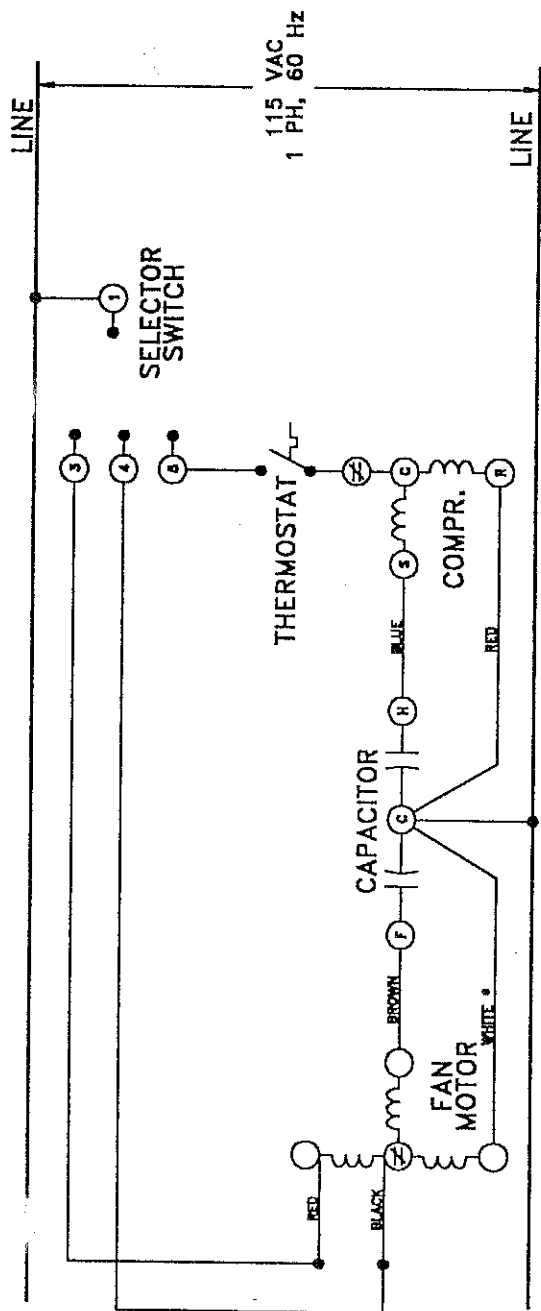 LINE
115 VAC
1 PH, 60 Hz
LINE
1
SELECTOR
SWITCH
3
4
THERMOSTAT
C
S
R
COMPR.
BLUE
RED
H
CAPACITOR
C
F
BROWN
WHITE *
FAN
MOTOR
RED
BLACK